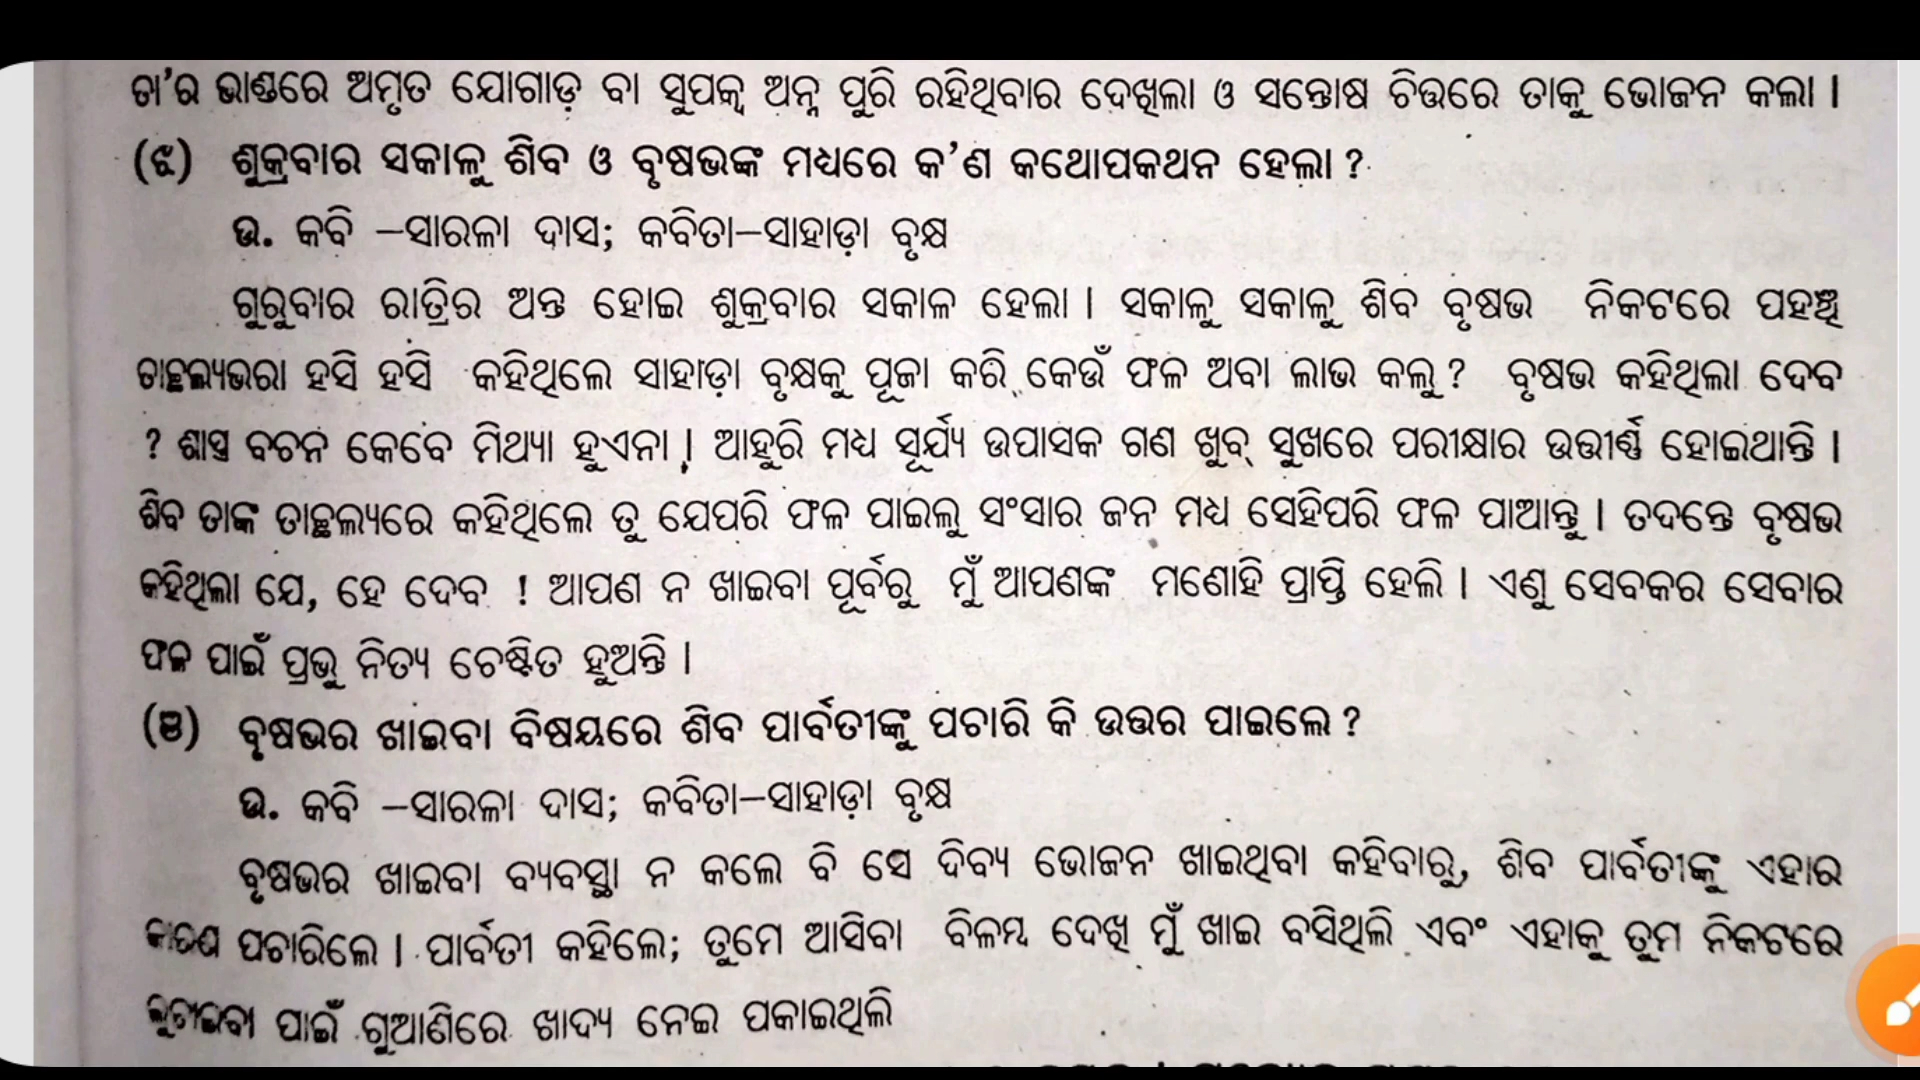 ତା'ର ଭାଣ୍ଡରେ ଅମୃତ ଯୋଗାଡ଼ ବା ସୁପକ୍ୱ ଅନ୍ନ ପୁରି ରହିଥିବାର ଦେଖିଲା ଓ ସନ୍ତୋଷ ଚିତ୍ତରେ ତାକୁ ଭୋଜନ କଲା ।
(ଝ) ଶୁକ୍ରବାର ସକାଳୁ ଶିବ ଓ ବୃଷଭଙ୍କ ମଧ୍ୟରେ କ'ଣ କଥୋପକଥନ ହେଲା ?
ଉ. କବି –ସାରଳା ଦାସ; କବିତା–ସାହାଡ଼ା ବୃକ୍ଷ
ଗୁରୁବାର ରାତ୍ରିର ଅନ୍ତ ହୋଇ ଶୁକ୍ରବାର ସକାଳ ହେଲା । ସକାଳୁ ସକାଳୁ ଶିବ ବୃଷଭ ନିକଟରେ ପହଞ୍ଚି
ତାଚ୍ଛଲ୍ୟଭରା ହସି ହସି କହିଥିଲେ ସାହାଡ଼ା ବୃକ୍ଷକୁ ପୂଜା କରି କେଉଁ ଫଳ ଅବା ଲାଭ କଲୁ ? ବୃଷଭ କହିଥିଲା ଦେବ
? ଶାସ୍ତ୍ର ବଚନ କେବେ ମିଥ୍ୟା ହୁଏନା । ଆହୁରି ମଧ୍ୟ ସୂର୍ଯ୍ୟ ଉପାସକ ଗଣ ଖୁବ୍ ସୁଖରେ ପରୀକ୍ଷାର ଉତ୍ତୀର୍ଣ୍ଣ ହୋଇଥାନ୍ତି ।
ଶିବ ତାଙ୍କ ତାଚ୍ଛଲ୍ୟରେ କହିଥିଲେ ତୁ ଯେପରି ଫଳ ପାଇଲୁ ସଂସାର ଜନ ମଧ୍ୟ ସେହିପରି ଫଳ ପାଆନ୍ତୁ । ତଦନ୍ତେ ବୃଷଭ
କହିଥିଲା ଯେ, ହେ ଦେବ ! ଆପଣ ନ ଖାଇବା ପୂର୍ବରୁ ମୁଁ ଆପଣଙ୍କ ମଣୋହି ପ୍ରାପ୍ତି ହେଲି । ଏଣୁ ସେବକର ସେବାର
ଫଳ ପାଇଁ ପ୍ରଭୁ ନିତ୍ୟ ଚେଷ୍ଟିତ ହୁଅନ୍ତି ।
(ଞ) ବୃଷଭର ଖାଇବା ବିଷୟରେ ଶିବ ପାର୍ବତୀଙ୍କୁ ପଚାରି କି ଉତ୍ତର ପାଇଲେ ?
ଉ. କବି –ସାରଳା ଦାସ; କବିତା–ସାହାଡ଼ା ବୃକ୍ଷ
ବୃଷଭର ଖାଇବା ବ୍ୟବସ୍ଥା ନ କଲେ ବି ସେ ଦିବ୍ୟ ଭୋଜନ ଖାଇଥିବା କହିବାରୁ, ଶିବ ପାର୍ବତୀଙ୍କୁ ଏହାର
କାରଣ ପଚାରିଲେ । ପାର୍ବତୀ କହିଲେ; ତୁମେ ଆସିବା ବିଳମ୍ବ ଦେଖି ମୁଁ ଖାଇ ବସିଥିଲି ଏବଂ ଏହାକୁ ତୁମ ନିକଟରେ
ପାଇଁ ଗୁଆଣିରେ ଖାଦ୍ୟ ନେଇ ପକାଇଥିଲି